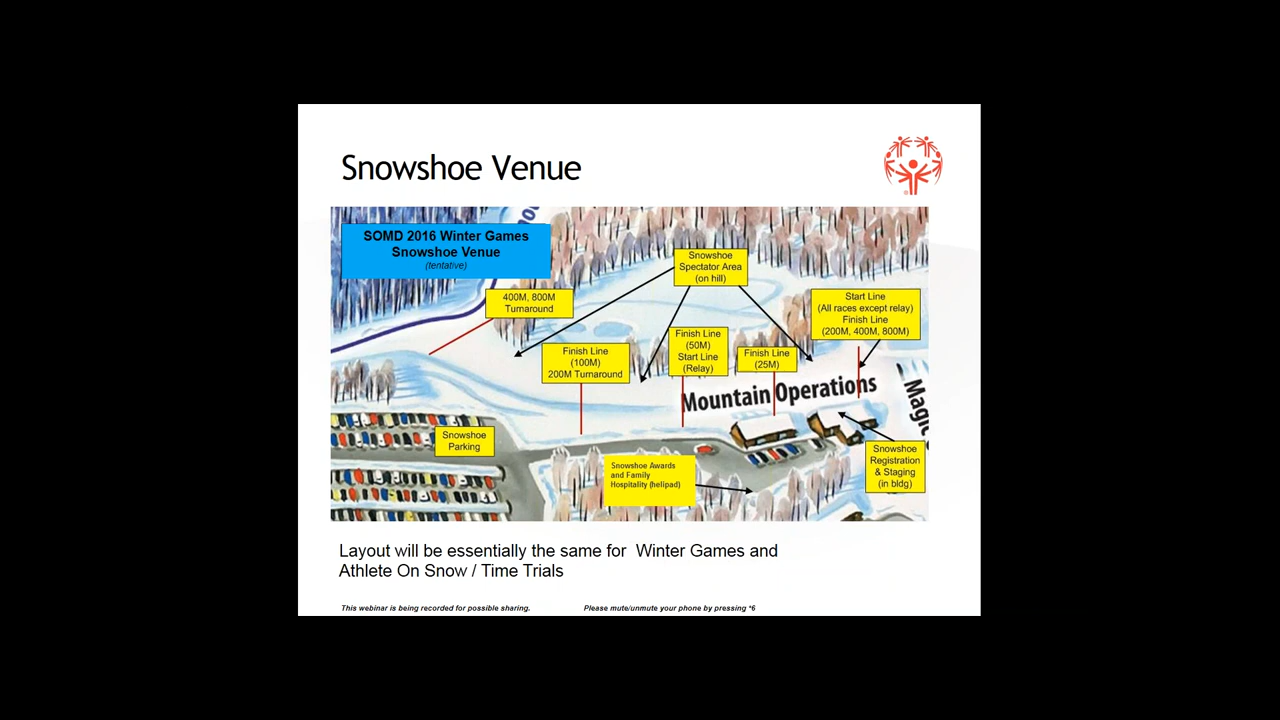 Snowshoe Venue
SOMD 2016 Winter Games
Snowshoe Venue
(tentative)
Snowshoe
Spectator Area
(on hill)
400M, 800M
Turnaround
Start Line
(All races except relay)
Finish Line
(200M, 400M, 800M)
Finish Line
(100M)
200M Turnaround
Finish Line
(50M)
Start Line
(Relay)
Finish Line
(25M)
Mountain Operations
Magic
Snowshoe
Parking
Snowshoe Awards
and Family
Hospitality (helipad)
Snowshoe
Registration
& Staging
(in bldg)
Layout will be essentially the same for  Winter Games and
Athlete On Snow / Time Trials
This webinar is being recorded for possible sharing.
Please mute/unmute your phone by pressing *6